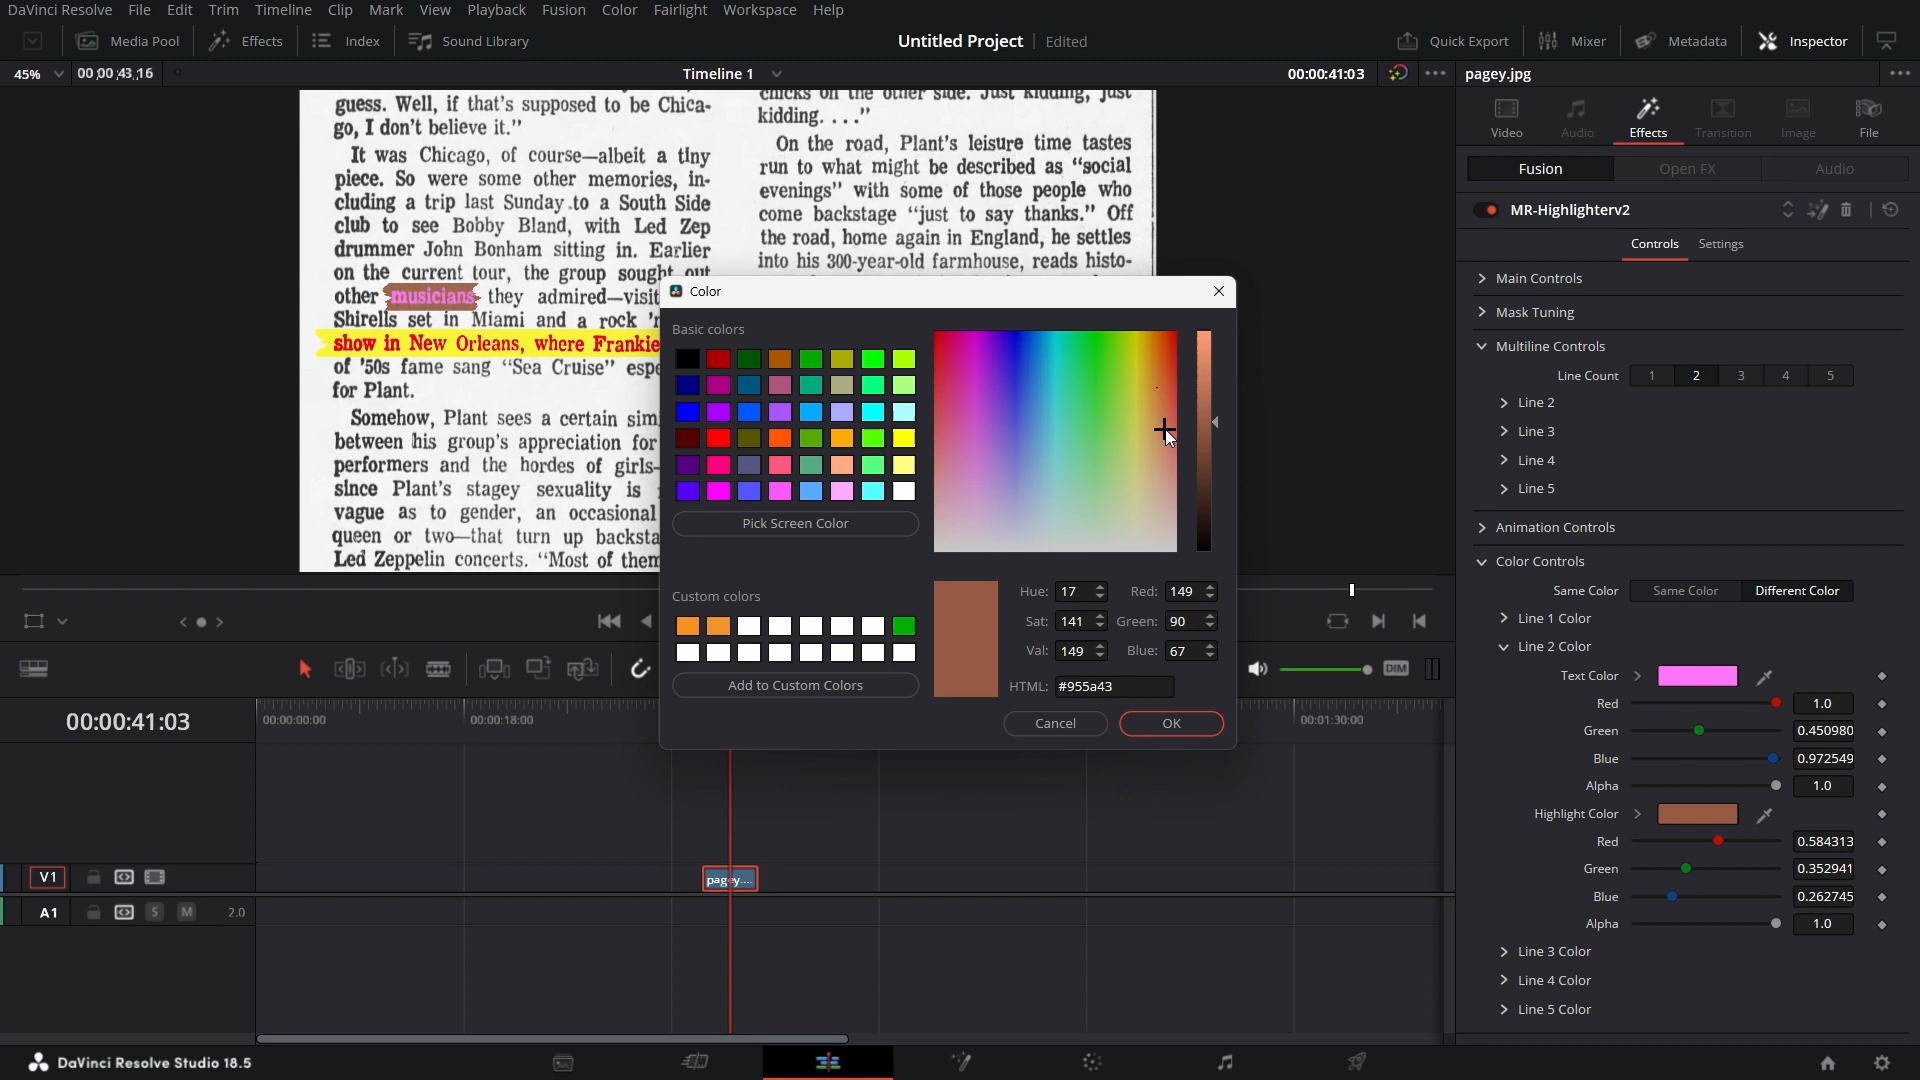 DaVinci Resolve File Edit Trim Timeline Clip Mark View Playback Fusion Color Fairlight Workspace Help
Media Pool Effects Index Sound Library Untitled Project Edited Quick Export Mixer Metadata Inspector
45% 00:00:43;16 Timeline 1 00:00:41:03 pagey.jpg
Video Audio Effects Transition Image File
Fusion Open FX Audio
MR-Highlighterv2
Controls Settings
Main Controls
Mask Tuning
Multiline Controls
Line Count 1 2 3 4 5
Line 2
Line 3
Line 4
Line 5
Animation Controls
Color Controls
Same Color Same Color Different Color
Line 1 Color
Line 2 Color
Text Color
Red 1.0
Green 0.450980
Blue 0.972549
Alpha 1.0
Highlight Color
Red 0.584313
Green 0.352941
Blue 0.262745
Alpha 1.0
Line 3 Color
Line 4 Color
Line 5 Color
guess. Well, if that's supposed to be Chica-
go, I don't believe it."
It was Chicago, of course—albeit a tiny
piece. So were some other memories, in-
cluding a trip last Sunday to a South Side
club to see Bobby Bland, with Led Zep
drummer John Bonham sitting in. Earlier
on the current tour, the group sought out
other musicians they admired—visit
Shirells set in Miami and a rock 'r
show in New Orleans, where Frankie
of '50s fame sang "Sea Cruise" espe
for Plant.
Somehow, Plant sees a certain simi
between his group's appreciation for
performers and the hordes of girls—
since Plant's stagey sexuality is
vague as to gender, an occasional
queen or two—that turn up backsta
Led Zeppelin concerts. "Most of them
chicks on the other side. Just kidding, just
kidding. . . ."
On the road, Plant's leisure time tastes
run to what might be described as "social
evenings" with some of those people who
come backstage "just to say thanks." Off
the road, home again in England, he settles
into his 300-year-old farmhouse, reads histo-
Color
Basic colors
Pick Screen Color
Custom colors
Add to Custom Colors
Hue: 17 Red: 149
Sat: 141 Green: 90
Val: 149 Blue: 67
HTML: #955a43
Cancel OK
DIM
00:00:41:03 00:00:00:00 00:00:18:00 00:01:30:00
V1 pagey....
A1 S M 2.0
DaVinci Resolve Studio 18.5